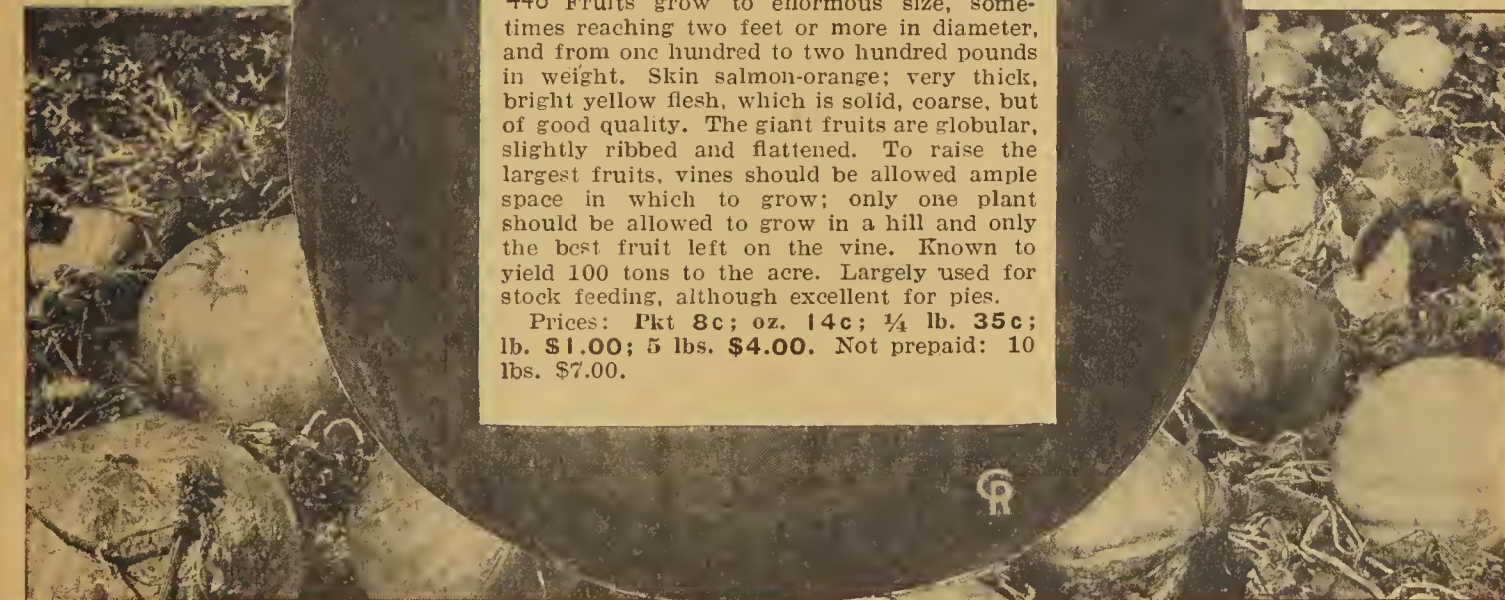 440 Fruits grow to enormous size, some-
times reaching two feet or more in diameter,
and from one hundred to two hundred pounds
in weight. Skin salmon-orange; very thick,
bright yellow flesh, which is solid, coarse, but
of good quality. The giant fruits are globular,
slightly ribbed and flattened. To raise the
largest fruits, vines should be allowed ample
space in which to grow; only one plant
should be allowed to grow in a hill and only
the best fruit left on the vine. Known to
yield 100 tons to the acre. Largely used for
stock feeding, although excellent for pies.
Prices: Pkt 8c; oz. 14c; ¼ lb. 35c;
lb. $1.00; 5 lbs. $4.00. Not prepaid: 10
lbs. $7.00.